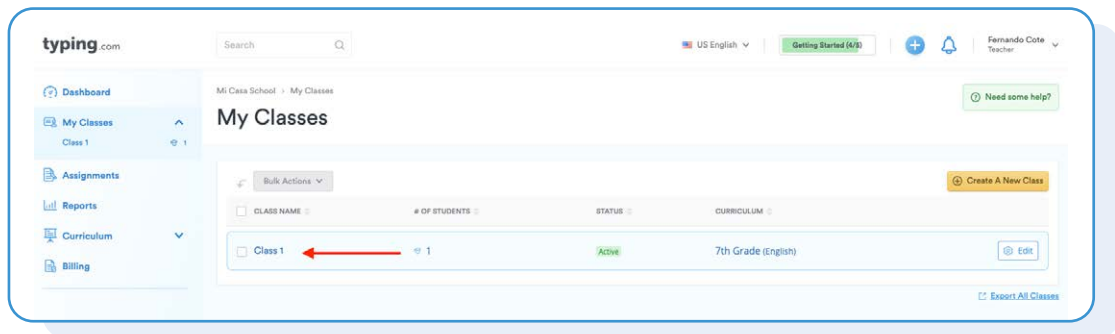 typing.com
Search
US English
Getting Started (4/8)
Fernando Cote
Teacher
Dashboard
My Classes
Class 1
1
Assignments
Reports
Curriculum
Billing
Mi Casa School > My Classes
Need some help?
My Classes
Bulk Actions
Create A New Class
CLASS NAME # OF STUDENTS STATUS CURRICULUM
Class 1 1 Active 7th Grade (English) Edit
Export All Classes